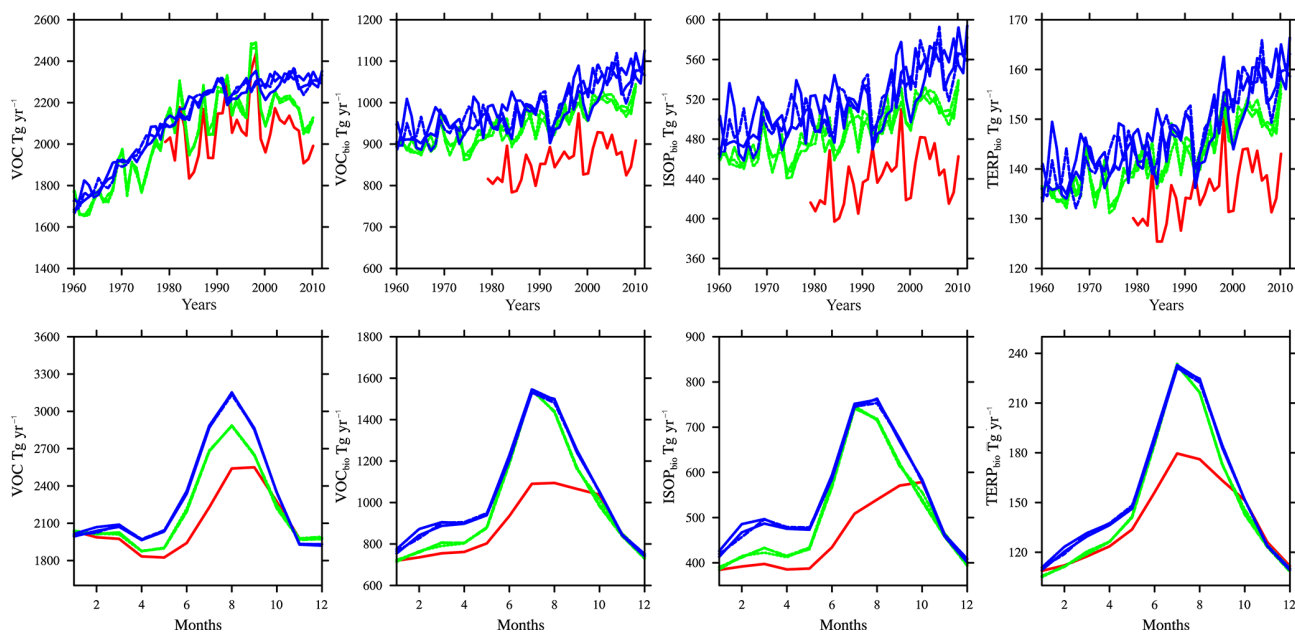 VOC Tg yr⁻¹
2600
2400
2200
2000
1800
1600
1400
1960 1970 1980 1990 2000 2010
Years
VOC_bio Tg yr⁻¹
1200
1100
1000
900
800
700
600
1960 1970 1980 1990 2000 2010
Years
ISOP_bio Tg yr⁻¹
600
560
520
480
440
400
360
1960 1970 1980 1990 2000 2010
Years
TERP_bio Tg yr⁻¹
170
160
150
140
130
120
1960 1970 1980 1990 2000 2010
Years
VOC Tg yr⁻¹
3600
3300
3000
2700
2400
2100
1800
2 4 6 8 10 12
Months
VOC_bio Tg yr⁻¹
1800
1600
1400
1200
1000
800
600
2 4 6 8 10 12
Months
ISOP_bio Tg yr⁻¹
900
800
700
600
500
400
2 4 6 8 10 12
Months
TERP_bio Tg yr⁻¹
240
210
180
150
120
2 4 6 8 10 12
Months